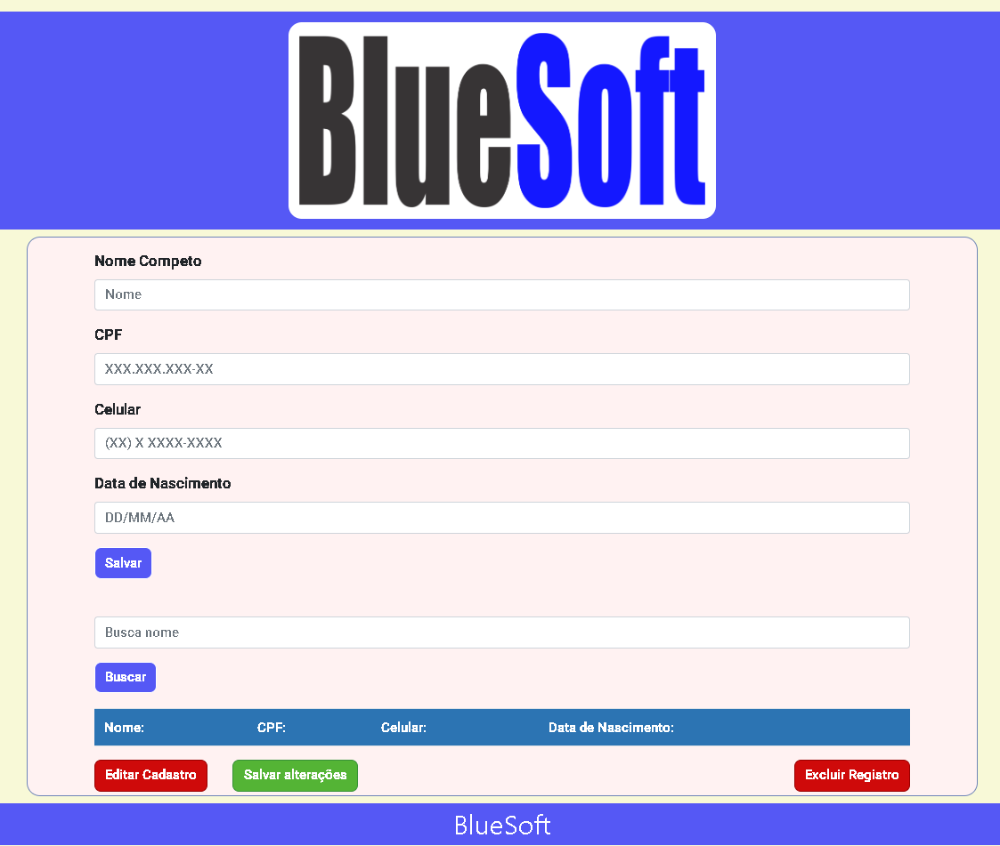 BlueSoft
Nome Competo
Nome
CPF
XXX.XXX.XXX-XX
Celular
(XX) X XXXX-XXXX
Data de Nascimento
DD/MM/AA
Salvar
Busca nome
Buscar
Nome: CPF: Celular: Data de Nascimento:
Editar Cadastro Salvar alterações Excluir Registro
BlueSoft